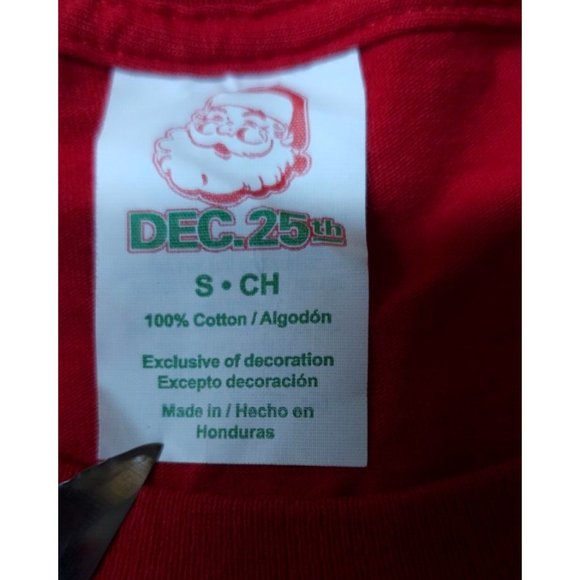 DEC. 25th
S • CH
100% Cotton / Algodón
Exclusive of decoration
Excepto decoración
Made in / Hecho en
Honduras